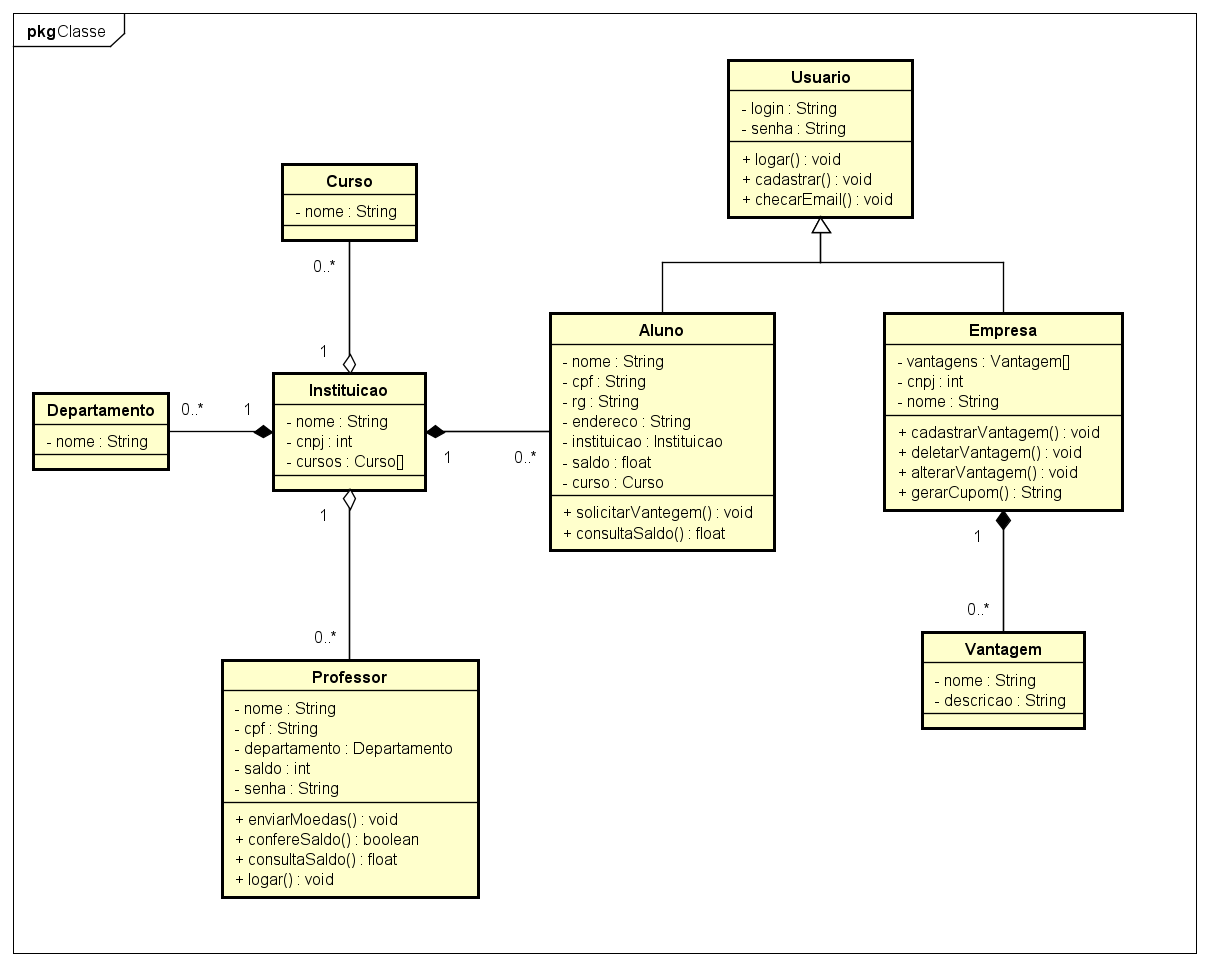 pkgClasse
Usuario
- login : String
- senha : String
+ logar() : void
+ cadastrar() : void
+ checarEmail() : void
Curso
- nome : String
0..*
1
Departamento
- nome : String
0..*
1
Instituicao
- nome : String
- cnpj : int
- cursos : Curso[]
1
0..*
Aluno
- nome : String
- cpf : String
- rg : String
- endereco : String
- instituicao : Instituicao
- saldo : float
- curso : Curso
+ solicitarVantegem() : void
+ consultaSaldo() : float
Empresa
- vantagens : Vantagem[]
- cnpj : int
- nome : String
+ cadastrarVantagem() : void
+ deletarVantagem() : void
+ alterarVantagem() : void
+ gerarCupom() : String
1
0..*
Vantagem
- nome : String
- descricao : String
1
0..*
Professor
- nome : String
- cpf : String
- departamento : Departamento
- saldo : int
- senha : String
+ enviarMoedas() : void
+ confereSaldo() : boolean
+ consultaSaldo() : float
+ logar() : void